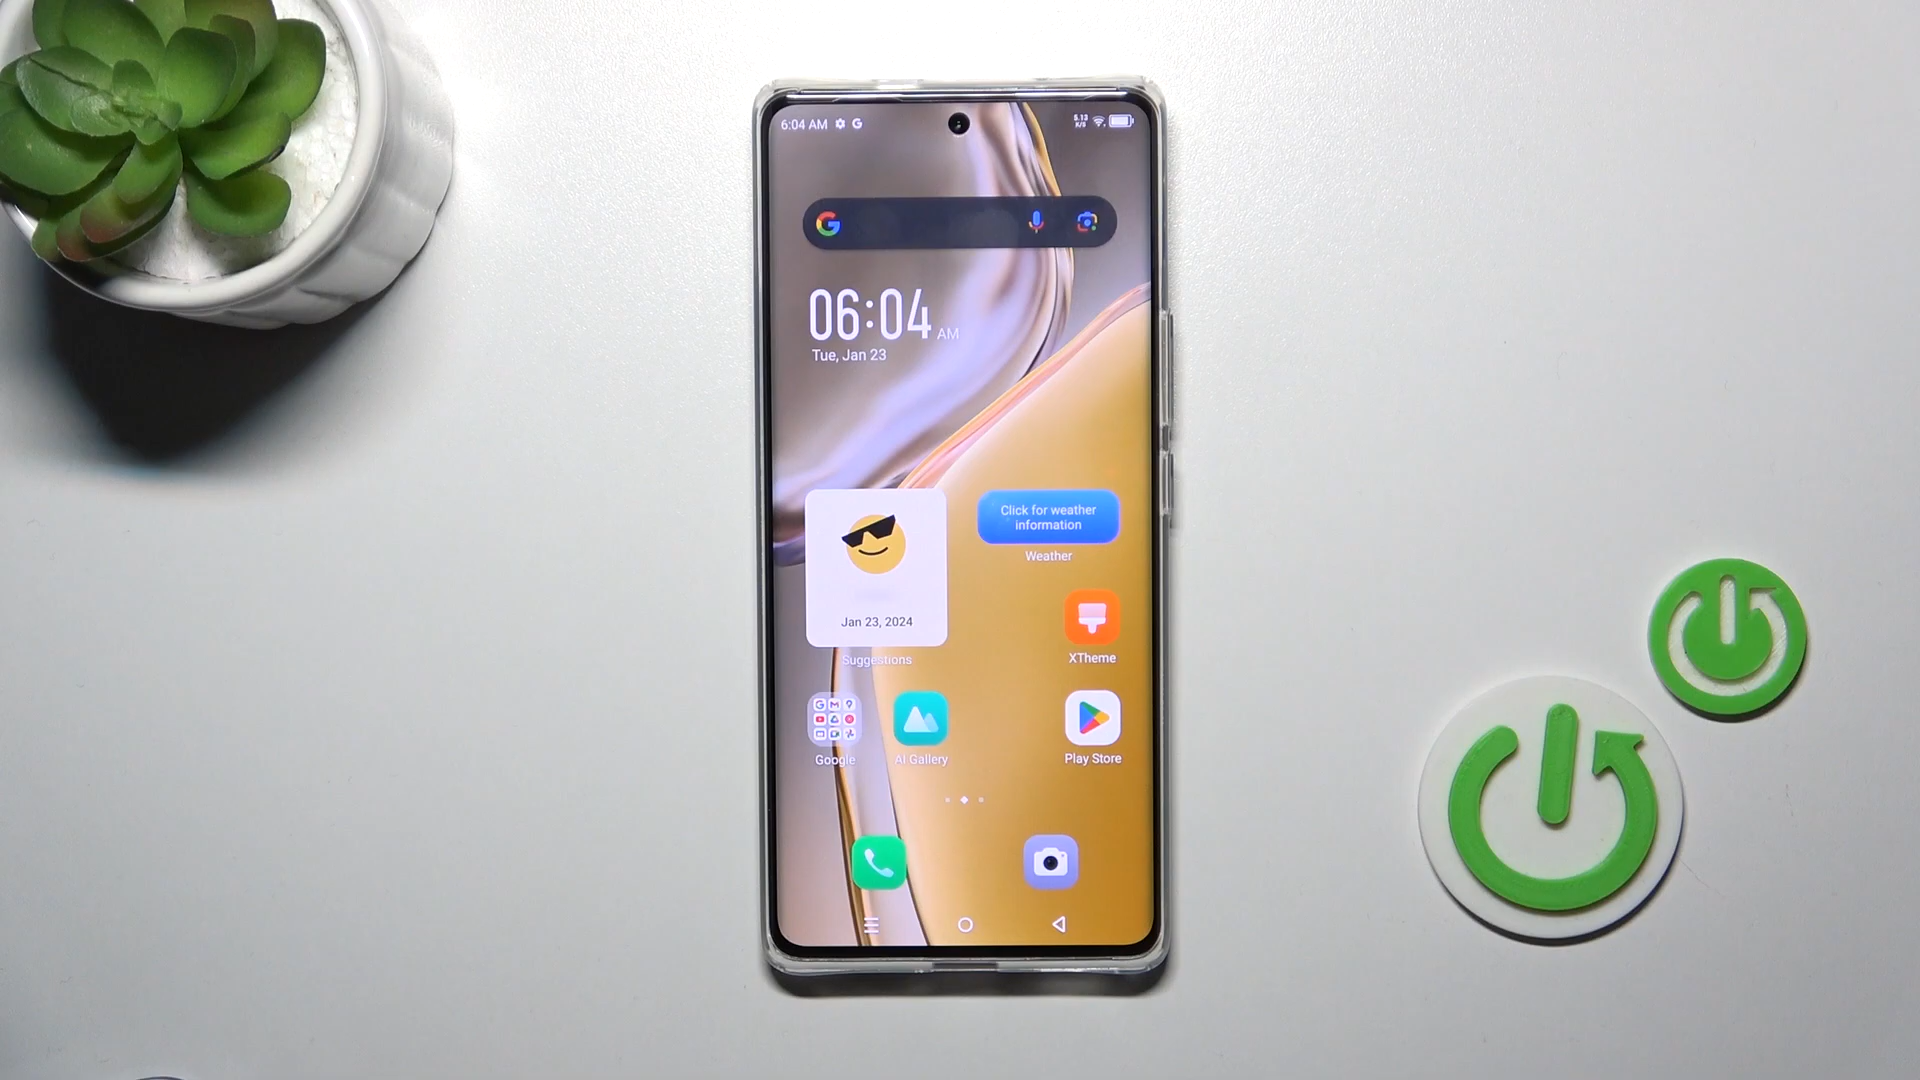 6:04 AM
5.13
K/S
06:04 AM
Tue, Jan 23
Click for weather
information
Weather
Jan 23, 2024
Suggestions
XTheme
Google
AI Gallery
Play Store